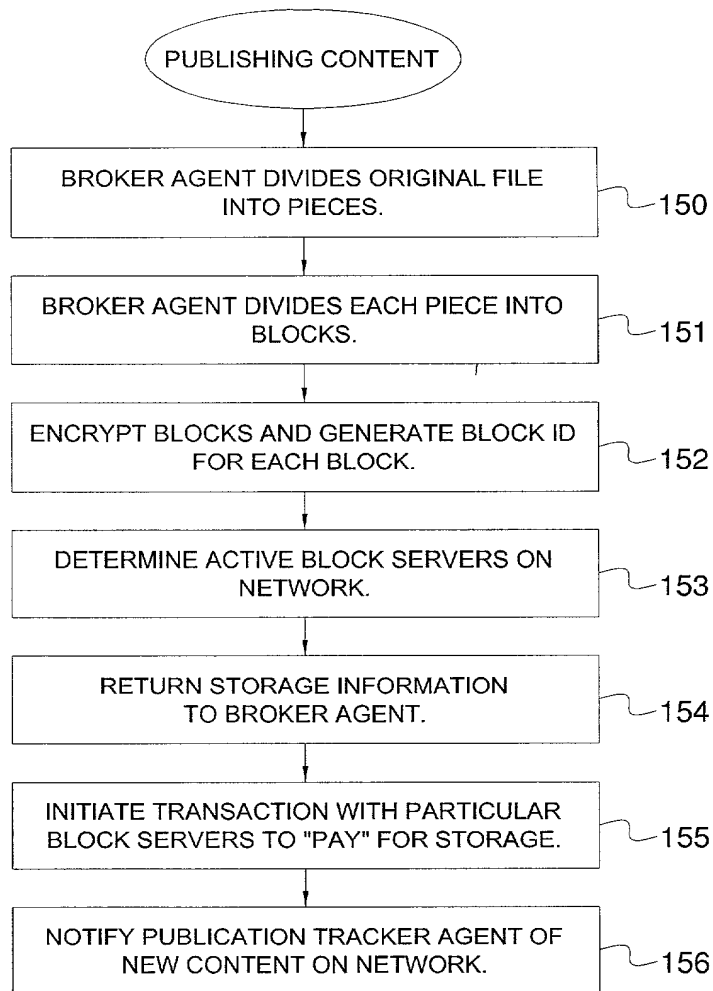 PUBLISHING CONTENT
BROKER AGENT DIVIDES ORIGINAL FILE
INTO PIECES.
150
BROKER AGENT DIVIDES EACH PIECE INTO
BLOCKS.
151
ENCRYPT BLOCKS AND GENERATE BLOCK ID
FOR EACH BLOCK.
152
DETERMINE ACTIVE BLOCK SERVERS ON
NETWORK.
153
RETURN STORAGE INFORMATION
TO BROKER AGENT.
154
INITIATE TRANSACTION WITH PARTICULAR
BLOCK SERVERS TO "PAY" FOR STORAGE.
155
NOTIFY PUBLICATION TRACKER AGENT OF
NEW CONTENT ON NETWORK.
156